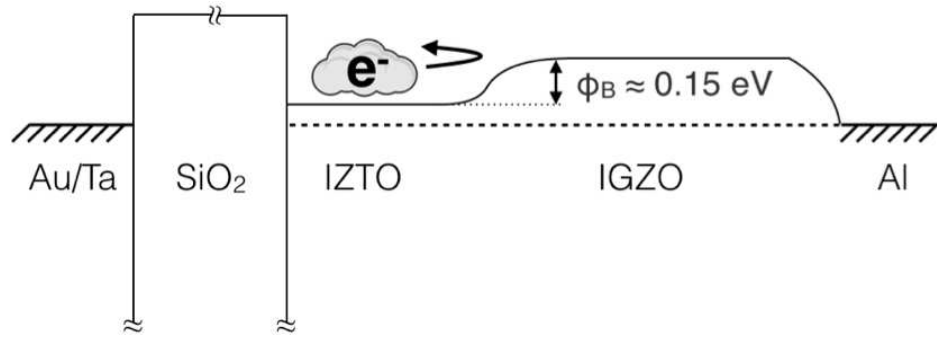 e-
ϕB ≈ 0.15 eV
Au/Ta
SiO2
IZTO
IGZO
Al